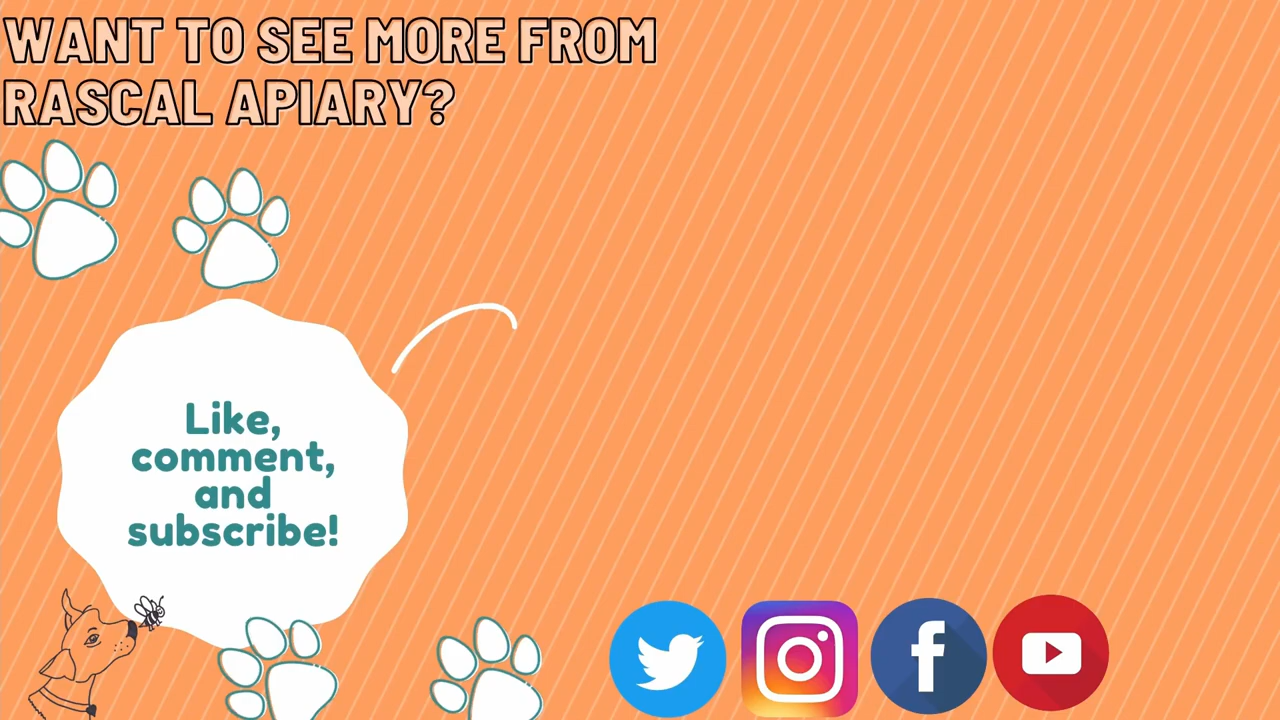 WANT TO SEE MORE FROM
RASCAL APIARY?
Like,
comment,
and
subscribe!